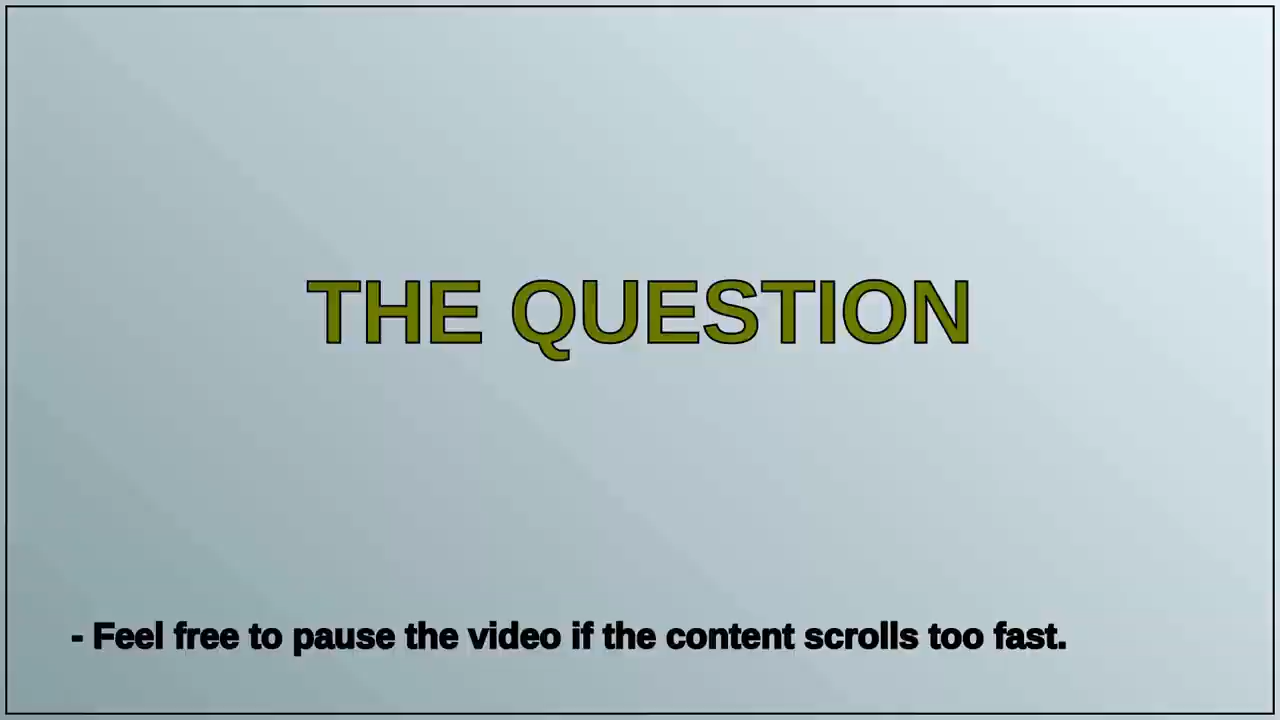 THE QUESTION
- Feel free to pause the video if the content scrolls too fast.